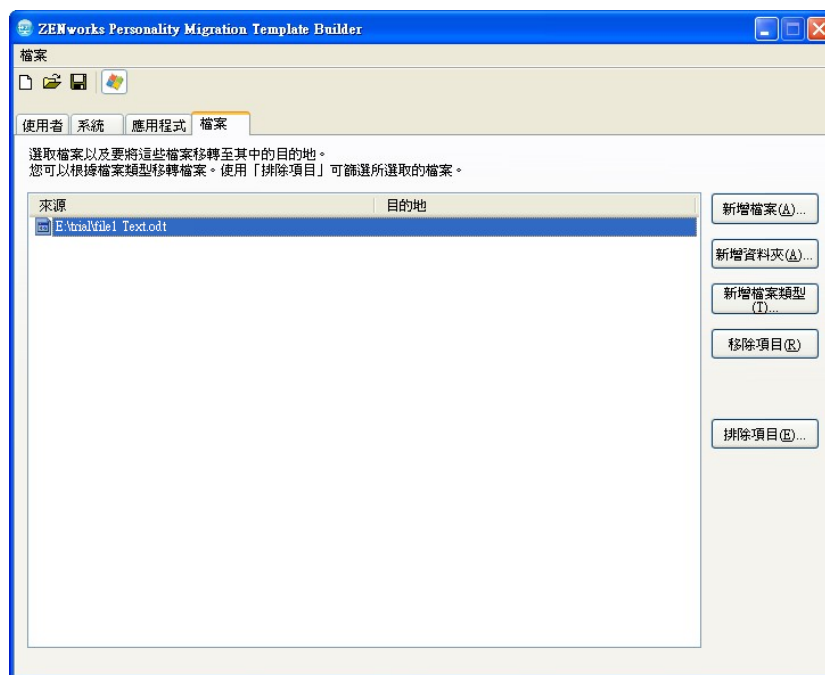 ZENworks Personality Migration Template Builder
檔案
使用者 系統 應用程式 檔案
選取檔案以及要將這些檔案移轉至其中的目的地。
您可以根據檔案類型移轉檔案。使用「排除項目」可篩選所選取的檔案。
來源 目的地
E:\trial\file1 Text.odt
新增檔案(A)...
新增資料夾(A)...
新增檔案類型
(T)...
移除項目(R)
排除項目(E)...